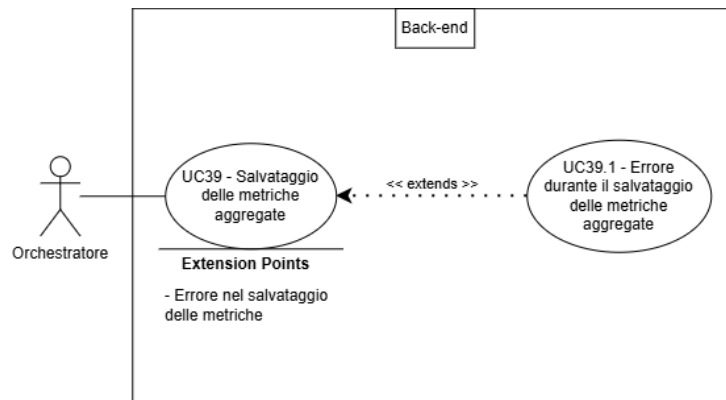 Back-end
UC39 - Salvataggio
delle metriche
aggregate
<< extends >>
UC39.1 - Errore
durante il salvataggio
delle metriche
aggregate
Orchestratore
Extension Points
- Errore nel salvataggio
delle metriche